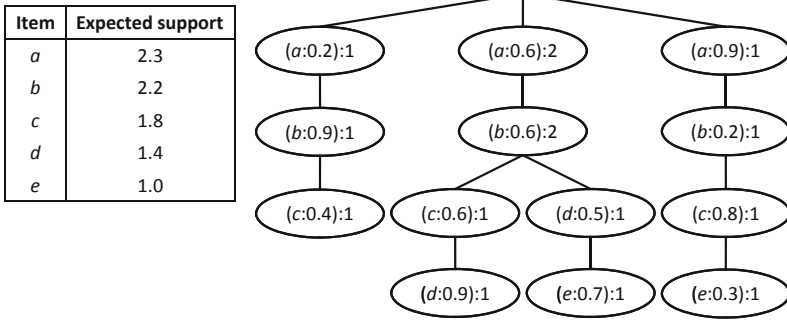 Item Expected support
a 2.3
b 2.2
c 1.8
d 1.4
e 1.0
(a:0.2):1 (a:0.6):2 (a:0.9):1
(b:0.9):1 (b:0.6):2 (b:0.2):1
(c:0.4):1 (c:0.6):1 (d:0.5):1 (c:0.8):1
(d:0.9):1 (e:0.7):1 (e:0.3):1